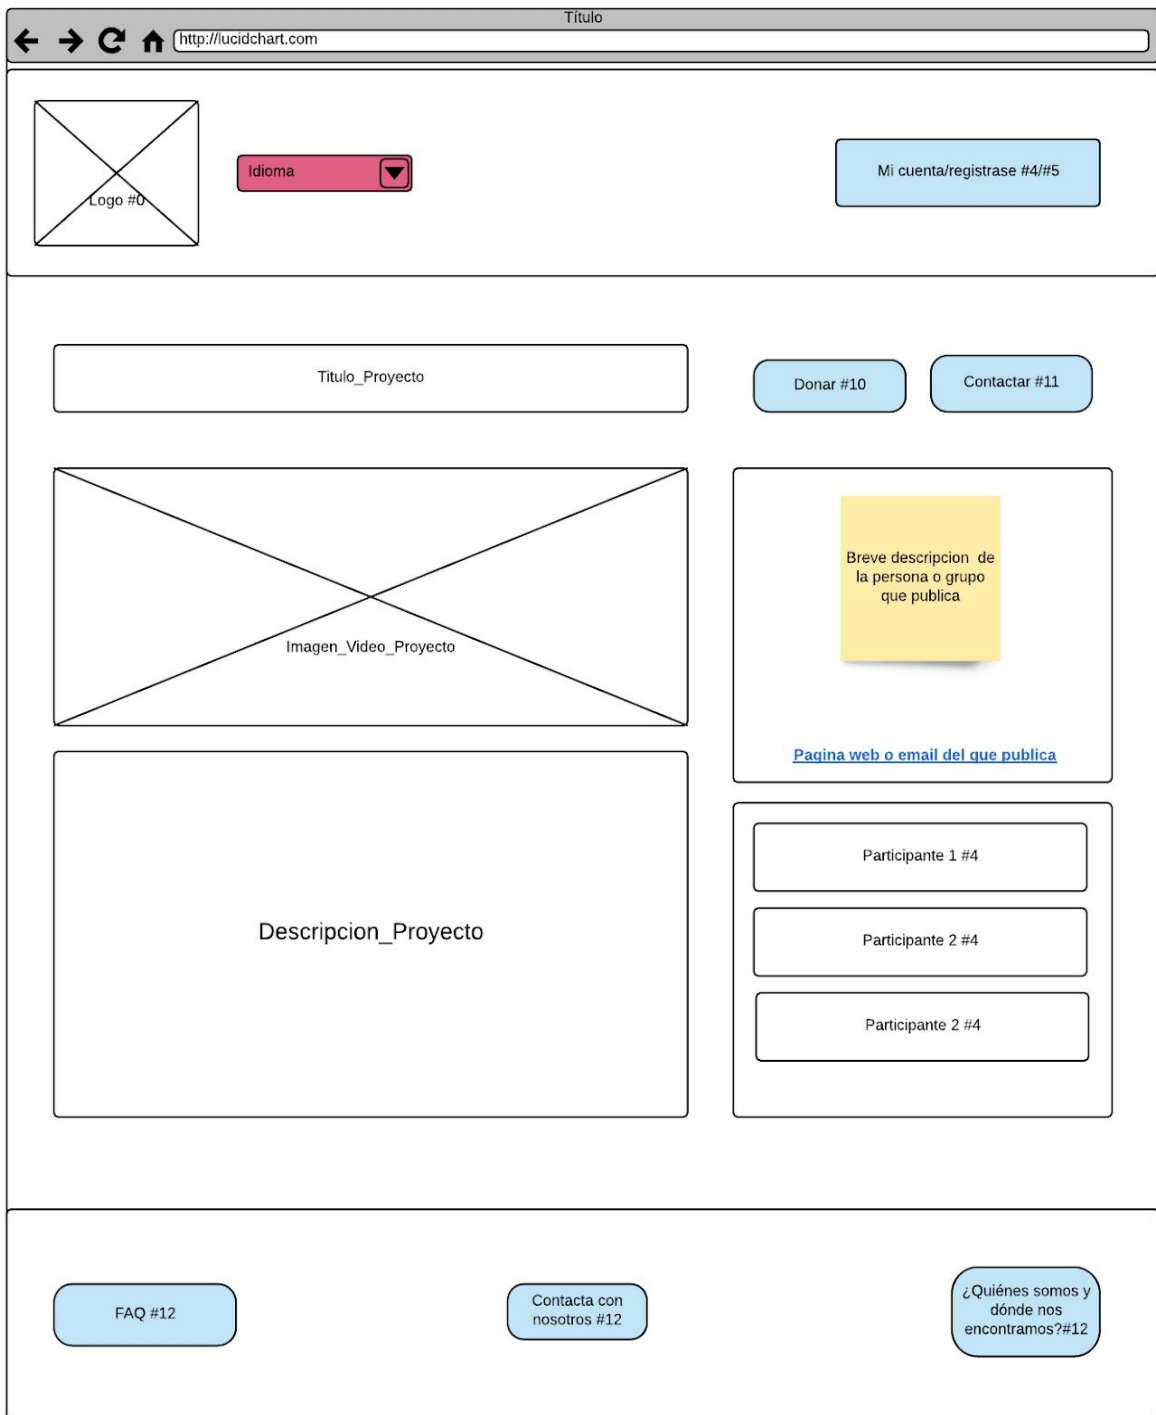 Título
http://lucidchart.com
Logo #0
Idioma
Mi cuenta/registrase #4/#5
Titulo_Proyecto
Donar #10
Contactar #11
Imagen_Video_Proyecto
Breve descripcion  de
la persona o grupo
que publica
Pagina web o email del que publica
Descripcion_Proyecto
Participante 1 #4
Participante 2 #4
Participante 2 #4
FAQ #12
Contacta con
nosotros #12
¿Quiénes somos y
dónde nos
encontramos?#12